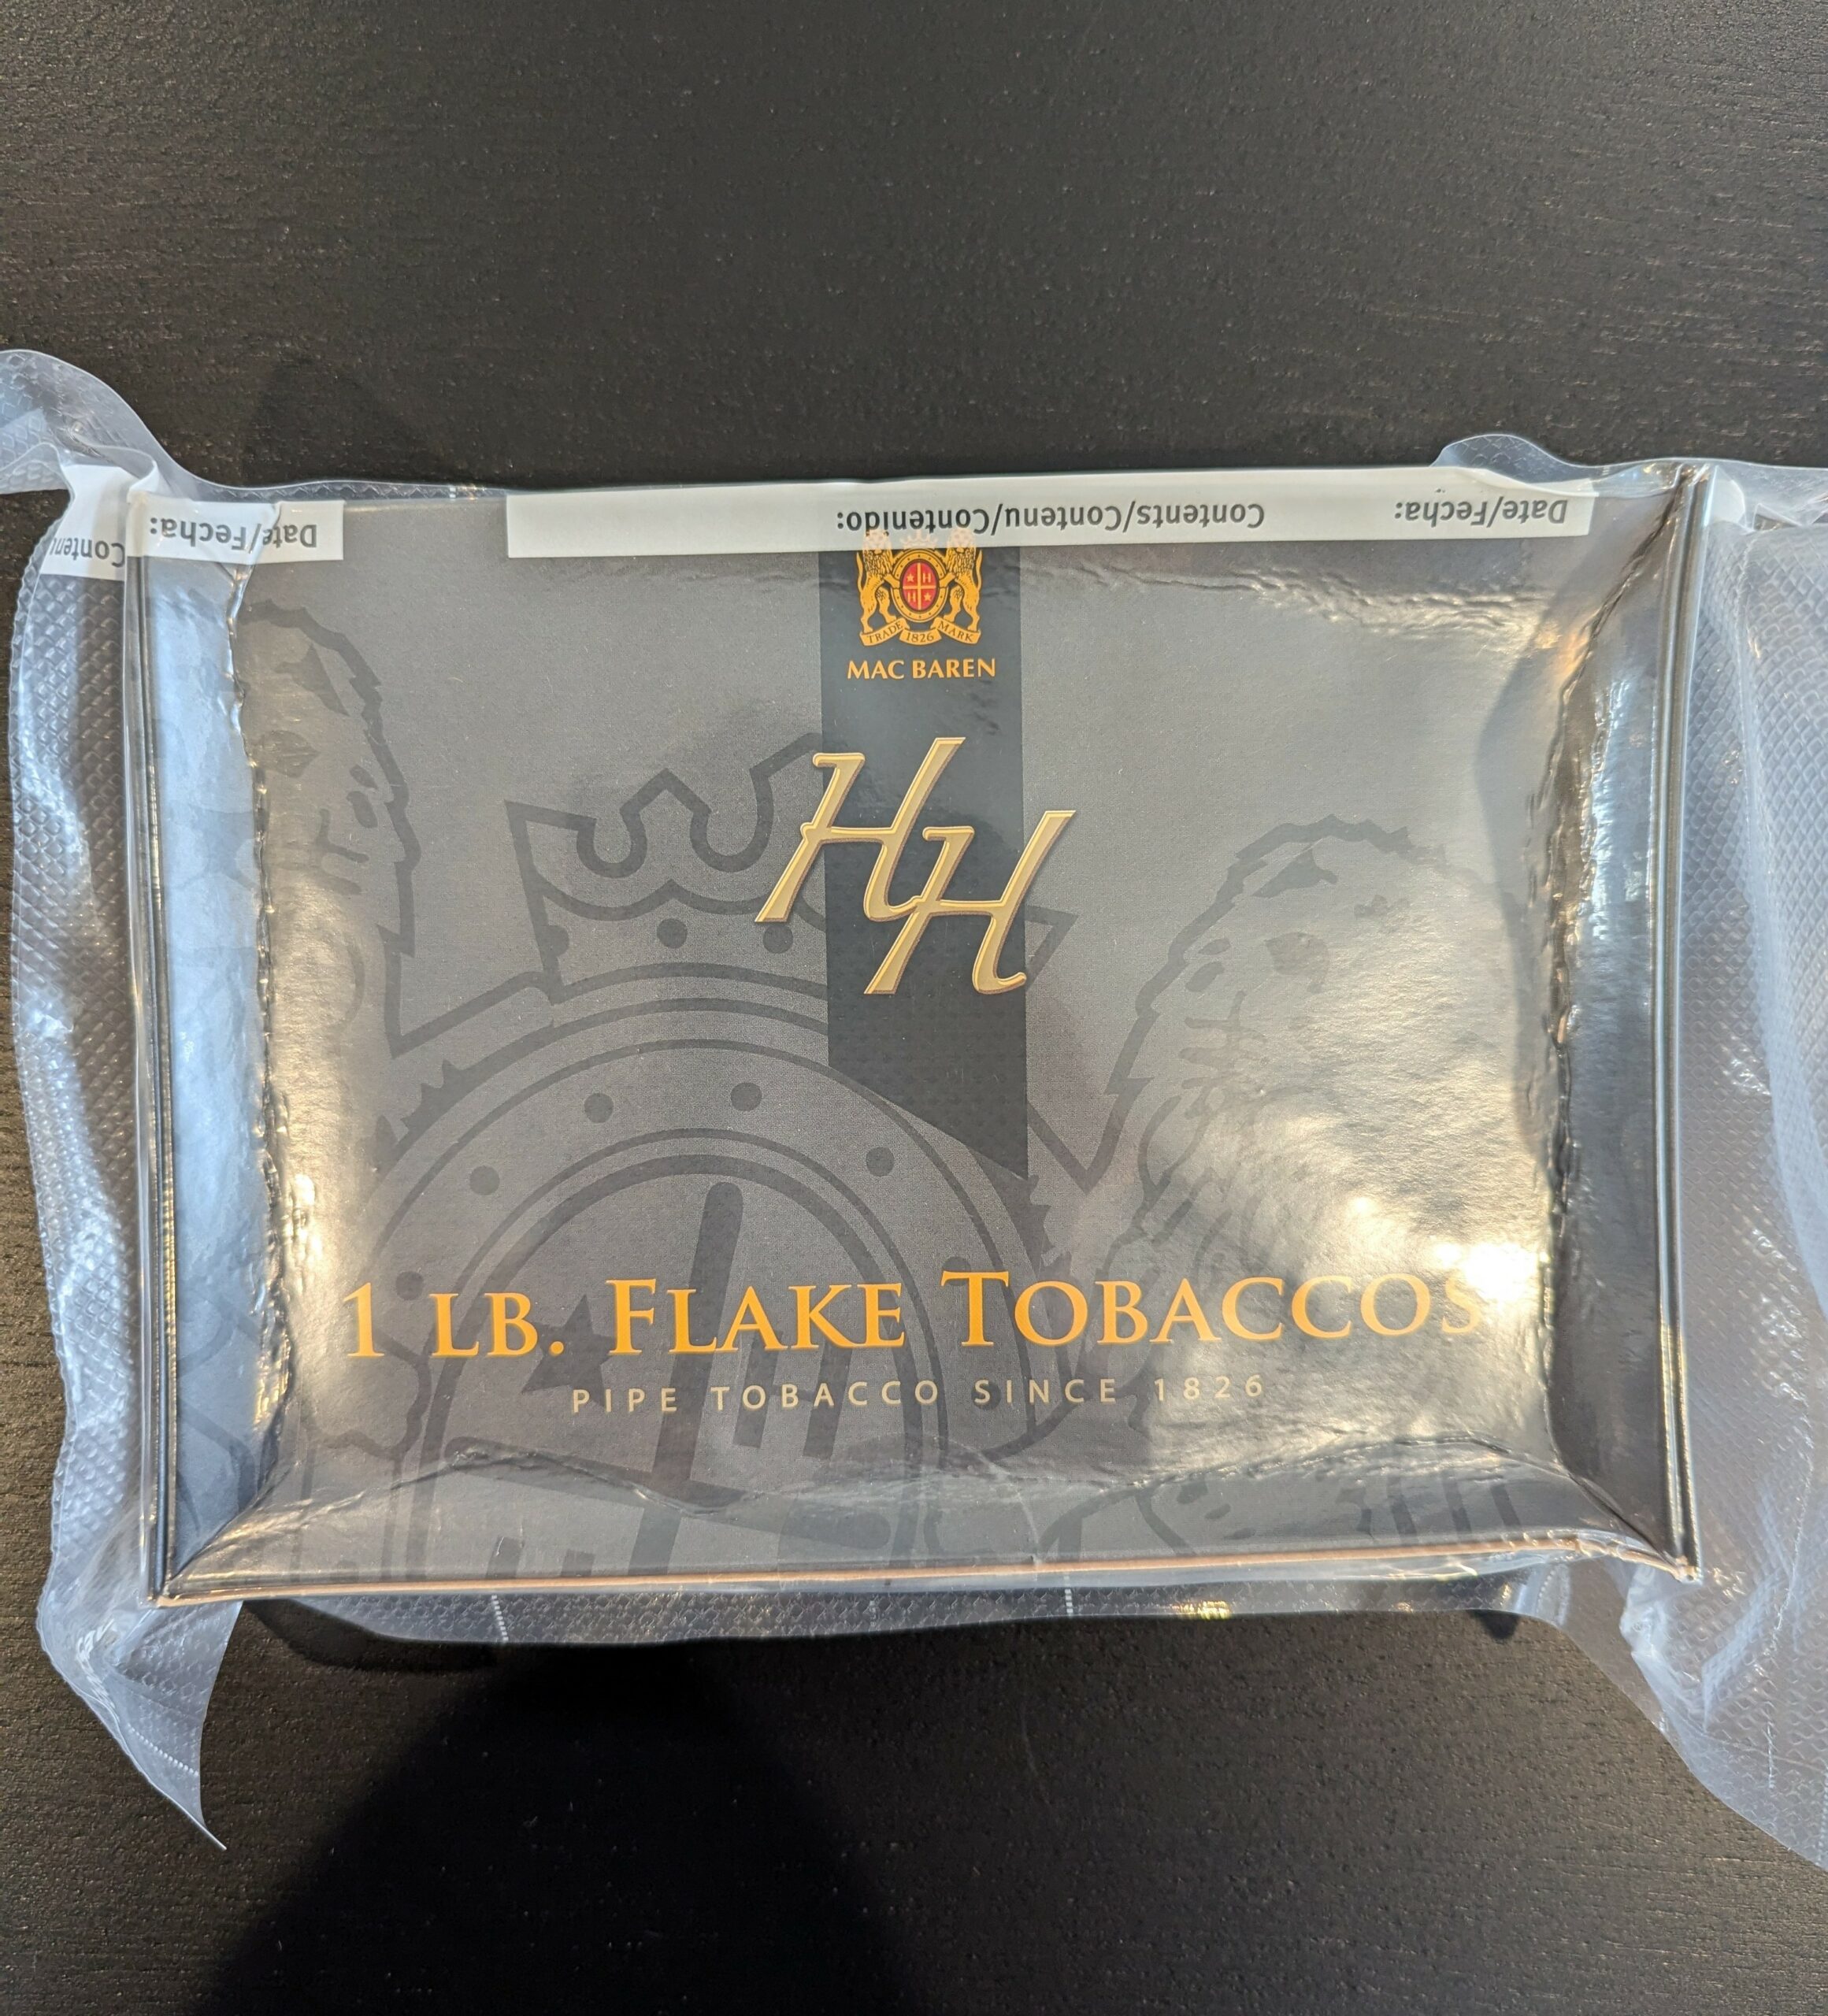 Date/Fecha:
Contents/Contenu/Contenido:
Date/Fecha:
TRADE 1826 MARK
MAC BAREN
HH
1 LB. FLAKE TOBACCOS
PIPE TOBACCO SINCE 1826